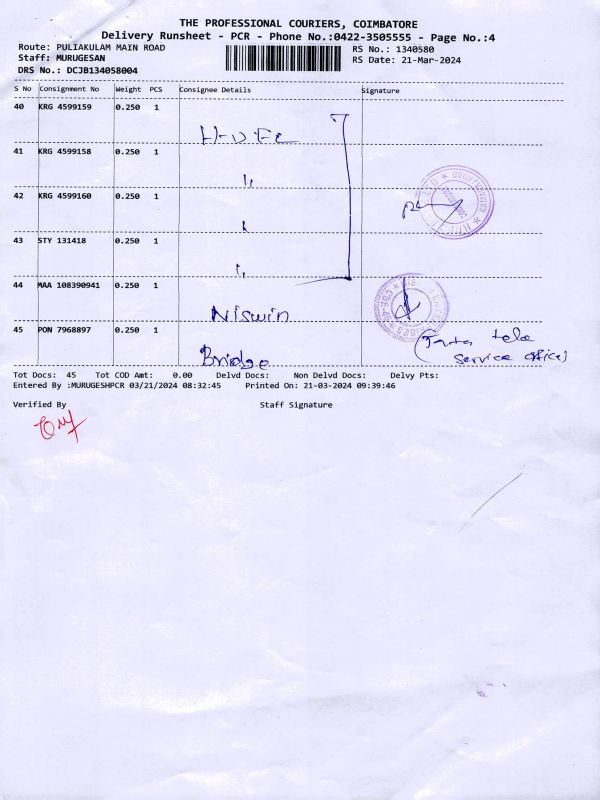 THE PROFESSIONAL COURIERS, COIMBATORE
Delivery Runsheet - PCR - Phone No.:0422-3505555 - Page No.:4
Route: PULIAKULAM MAIN ROAD
Staff: MURUGESAN
DRS No.: DCJB134058004
RS No.: 1340580
RS Date: 21-Mar-2024
S No Consignment No Weight PCS Consignee Details Signature
40 KRG 4599159 0.250 1
41 KRG 4599158 0.250 1
42 KRG 4599160 0.250 1
43 STY 131418 0.250 1
44 MAA 108390941 0.250 1
Niswin
45 PON 7968897 0.250 1
Bridge
tele
Service office)
Tot Docs: 45 Tot COD Amt: 0.00 Delvd Docs: Non Delvd Docs: Delvy Pts:
Entered By :MURUGESHPCR 03/21/2024 08:32:45 Printed On: 21-03-2024 09:39:46
Verified By Staff Signature